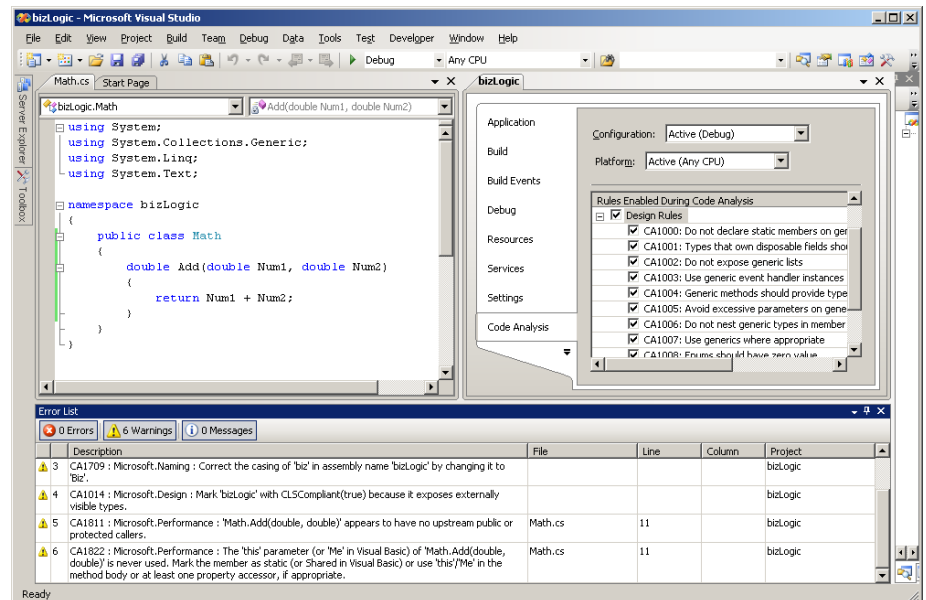 bizLogic - Microsoft Visual Studio
File Edit View Project Build Team Debug Data Tools Test Developer Window Help
Debug Any CPU
Math.cs Start Page
bizLogic
Server Explorer
Toolbox
bizLogic.Math Add(double Num1, double Num2)
using System;
using System.Collections.Generic;
using System.Linq;
using System.Text;
namespace bizLogic
{
public class Math
{
double Add(double Num1, double Num2)
{
return Num1 + Num2;
}
}
}
Application
Build
Build Events
Debug
Resources
Services
Settings
Code Analysis
Configuration: Active (Debug)
Platform: Active (Any CPU)
Rules Enabled During Code Analysis
Design Rules
CA1000: Do not declare static members on gen
CA1001: Types that own disposable fields shou
CA1002: Do not expose generic lists
CA1003: Use generic event handler instances
CA1004: Generic methods should provide type
CA1005: Avoid excessive parameters on gene
CA1006: Do not nest generic types in member
CA1007: Use generics where appropriate
CA1008: Enums should have zero value
Error List
0 Errors 6 Warnings 0 Messages
Description File Line Column Project
3 CA1709 : Microsoft.Naming : Correct the casing of 'biz' in assembly name 'bizLogic' by changing it to bizLogic
'Biz'.
4 CA1014 : Microsoft.Design : Mark 'bizLogic' with CLSCompliant(true) because it exposes externally bizLogic
visible types.
5 CA1811 : Microsoft.Performance : 'Math.Add(double, double)' appears to have no upstream public or Math.cs 11 bizLogic
protected callers.
6 CA1822 : Microsoft.Performance : The 'this' parameter (or 'Me' in Visual Basic) of 'Math.Add(double, Math.cs 11 bizLogic
double)' is never used. Mark the member as static (or Shared in Visual Basic) or use 'this'/'Me' in the
method body or at least one property accessor, if appropriate.
Ready